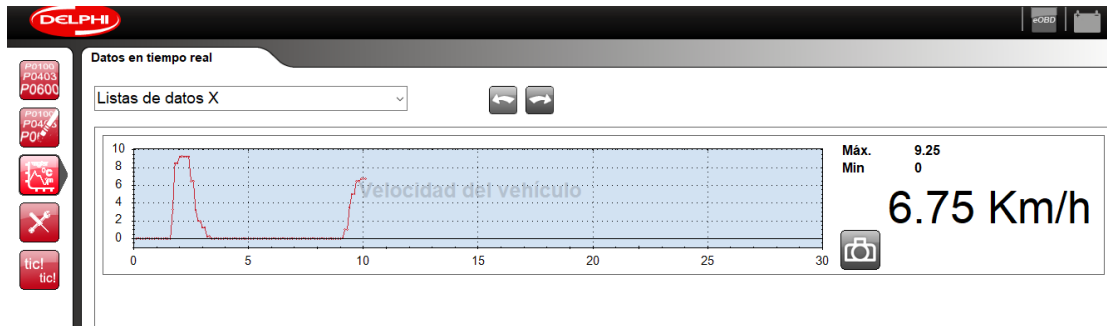 DELPHI
eOBD
Datos en tiempo real
P0100
P0403
P0600
Listas de datos X
P0100
10
8
6
4
2
0
Velocidad del vehículo
0 5 10 15 20 25 30
Máx. 9.25
Min 0
6.75 Km/h
°C
tic!
tic!